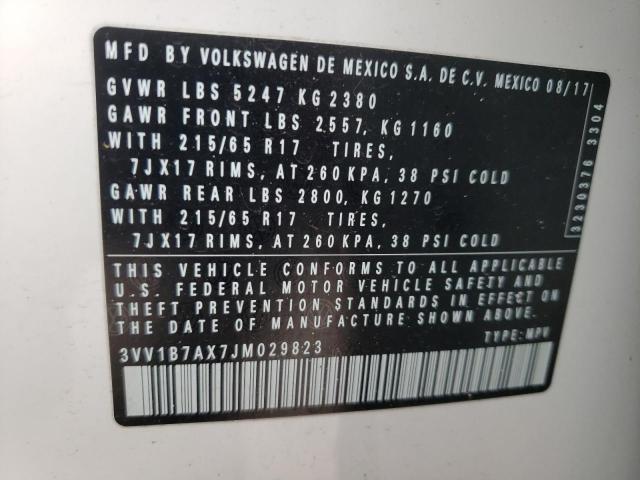 MFD BY VOLKSWAGEN DE MEXICO S.A. DE C.V. MEXICO 08/17
GVWR LBS 5247 KG 2380
GAWR FRONT LBS 2557, KG 1160
WITH 215/65 R17 TIRES,
7JX17 RIMS, AT 260 KPA, 38 PSI COLD
GAWR REAR LBS 2800, KG 1270
WITH 215/65 R17 TIRES,
7JX17 RIMS, AT 260 KPA, 38 PSI COLD
THIS VEHICLE CONFORMS TO ALL APPLICABLE
U.S. FEDERAL MOTOR VEHICLE SAFETY AND
THEFT PREVENTION STANDARDS IN EFFECT ON
THE DATE OF MANUFACTURE SHOWN ABOVE.
3VV1B7AX7JM029823 TYPE: MPV
3230376 3304